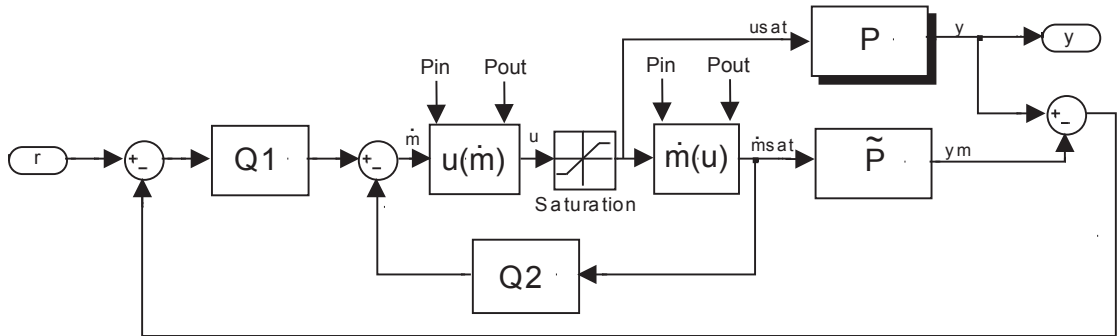 usat
P
y
y
Pin
Pout
Pin
Pout
r
+
-
Q1
+
-
ṁ
u(ṁ)
u
Saturation
ṁ(u)
ṁsat
P̃
ym
+
-
Q2